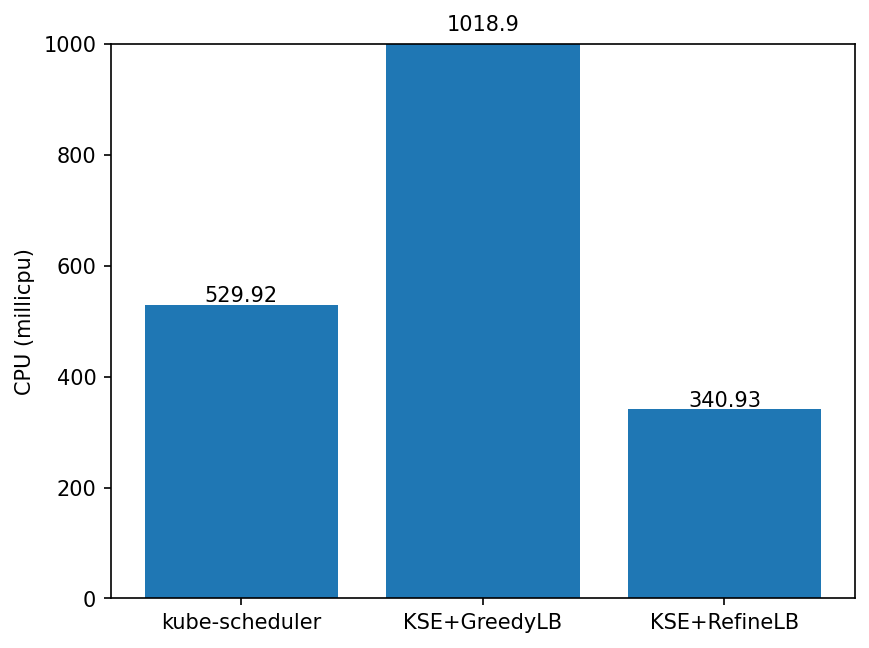 1018.9
1000
800
600
529.92
400
340.93
200
0
CPU (millicpu)
kube-scheduler
KSE+GreedyLB
KSE+RefineLB